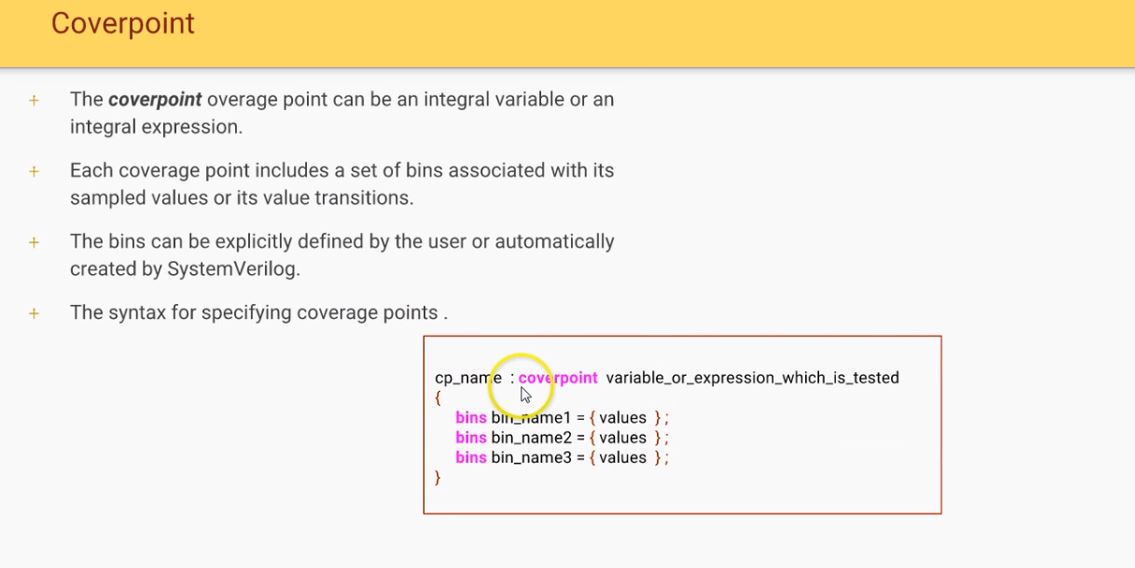 Coverpoint
+ The coverpoint overage point can be an integral variable or an
integral expression.
+ Each coverage point includes a set of bins associated with its
sampled values or its value transitions.
+ The bins can be explicitly defined by the user or automatically
created by SystemVerilog.
+ The syntax for specifying coverage points .
cp_name : coverpoint variable_or_expression_which_is_tested
{
bins bin_name1 = { values } ;
bins bin_name2 = { values } ;
bins bin_name3 = { values } ;
}